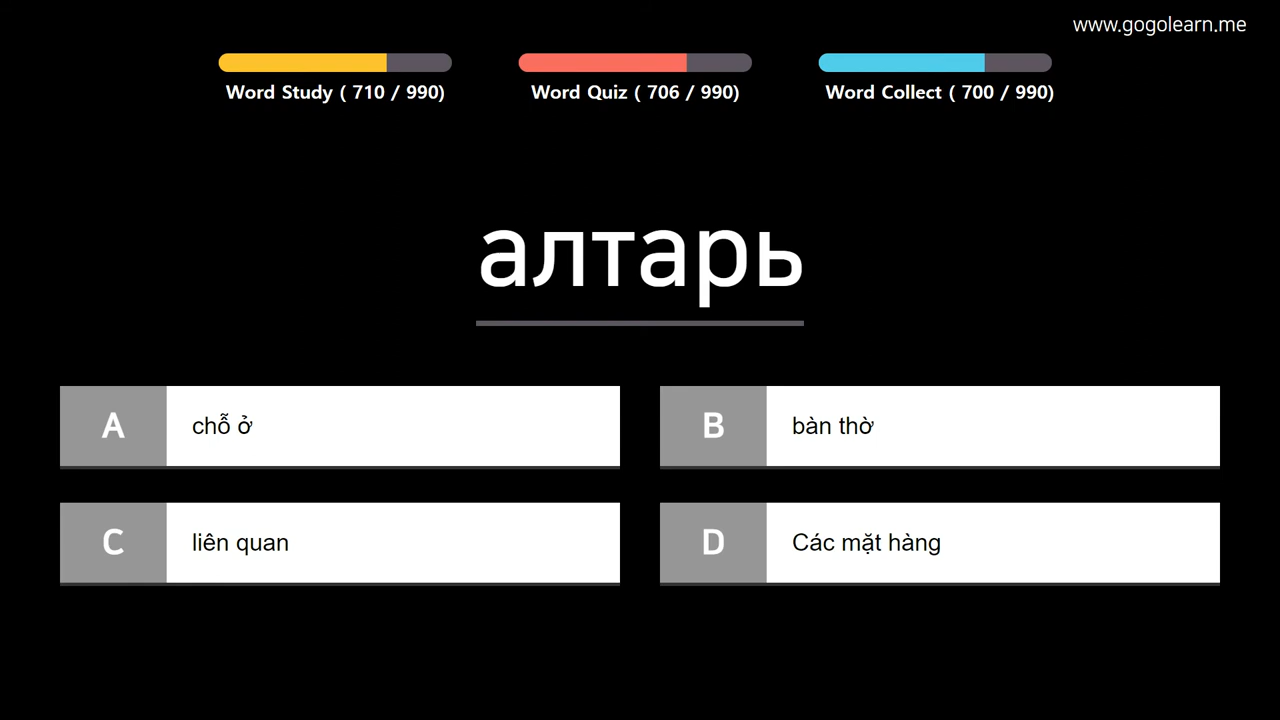 www.gogolearn.me
Word Study ( 710 / 990)
Word Quiz ( 706 / 990)
Word Collect ( 700 / 990)
алтарь
A chỗ ở
B bàn thờ
C liên quan
D Các mặt hàng